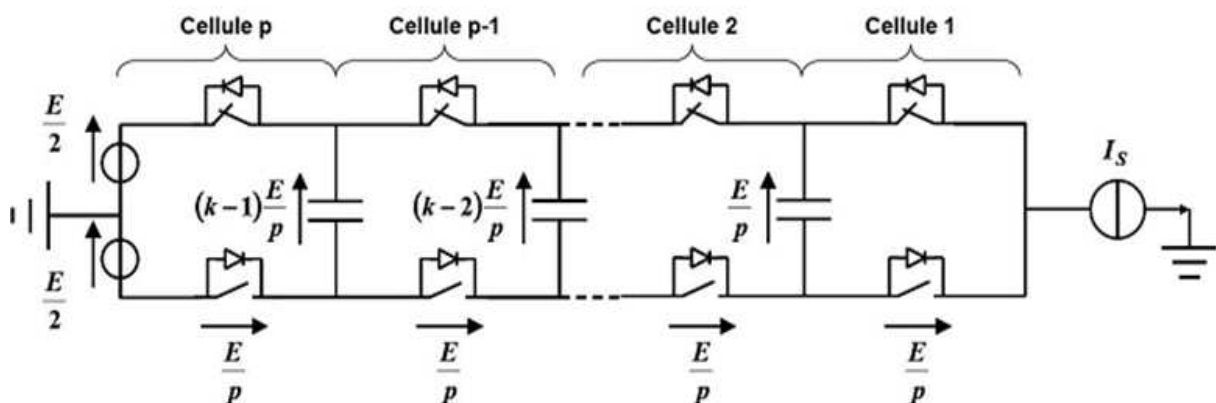 Cellule p Cellule p-1 Cellule 2 Cellule 1
E/2
I_S
(k-1) E/p
(k-2) E/p
E/p
E/2
E/p E/p E/p E/p